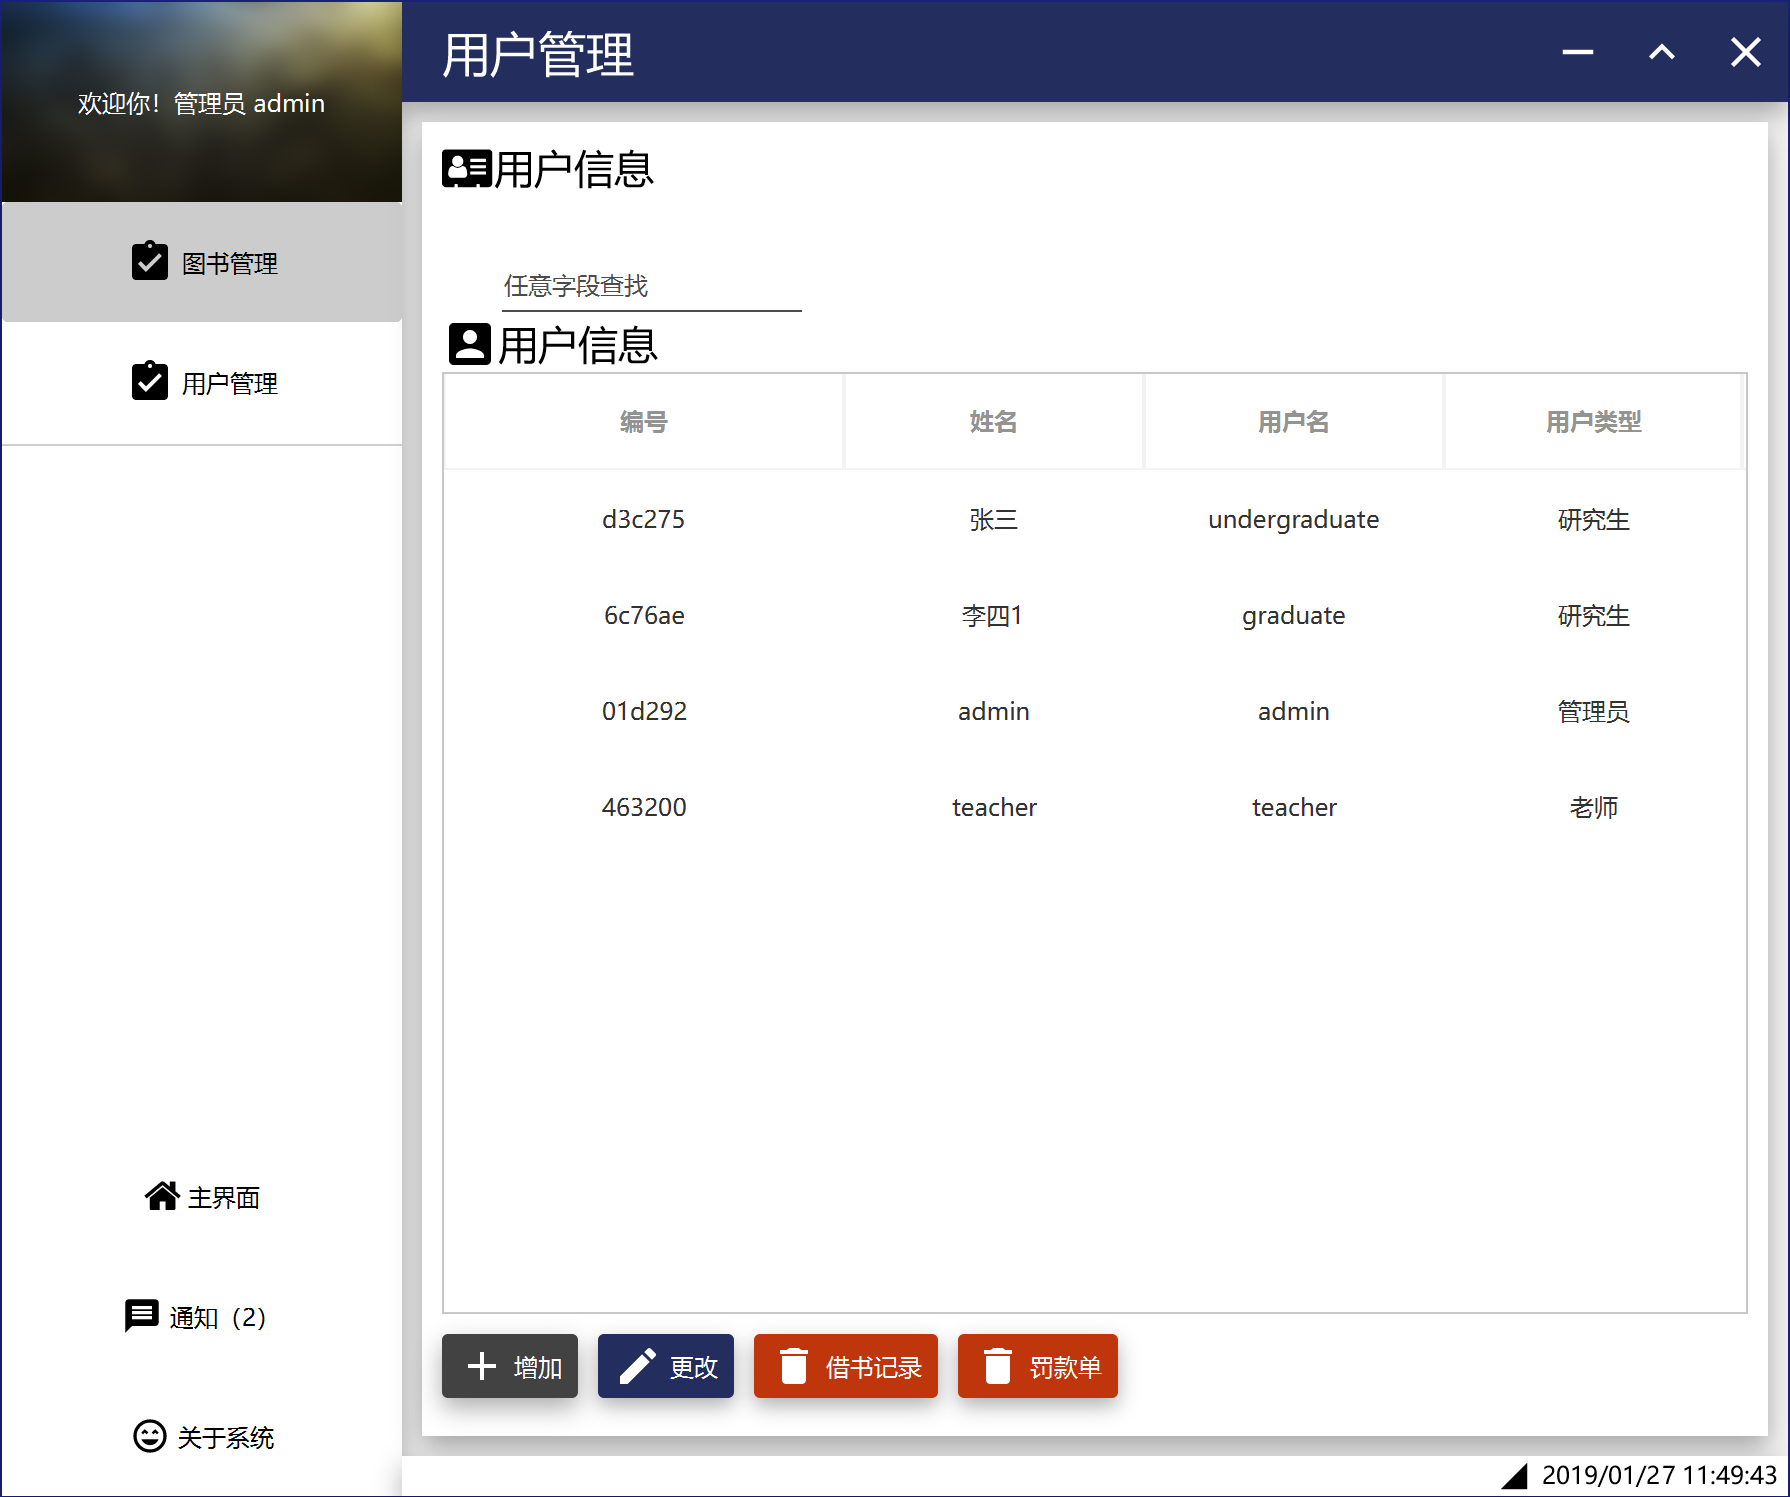 欢迎你！管理员 admin
图书管理
用户管理
主界面
通知（2）
关于系统
用户管理
用户信息
任意字段查找
用户信息
编号 姓名 用户名 用户类型
d3c275 张三 undergraduate 研究生
6c76ae 李四1 graduate 研究生
01d292 admin admin 管理员
463200 teacher teacher 老师
增加 更改 借书记录 罚款单
2019/01/27 11:49:43